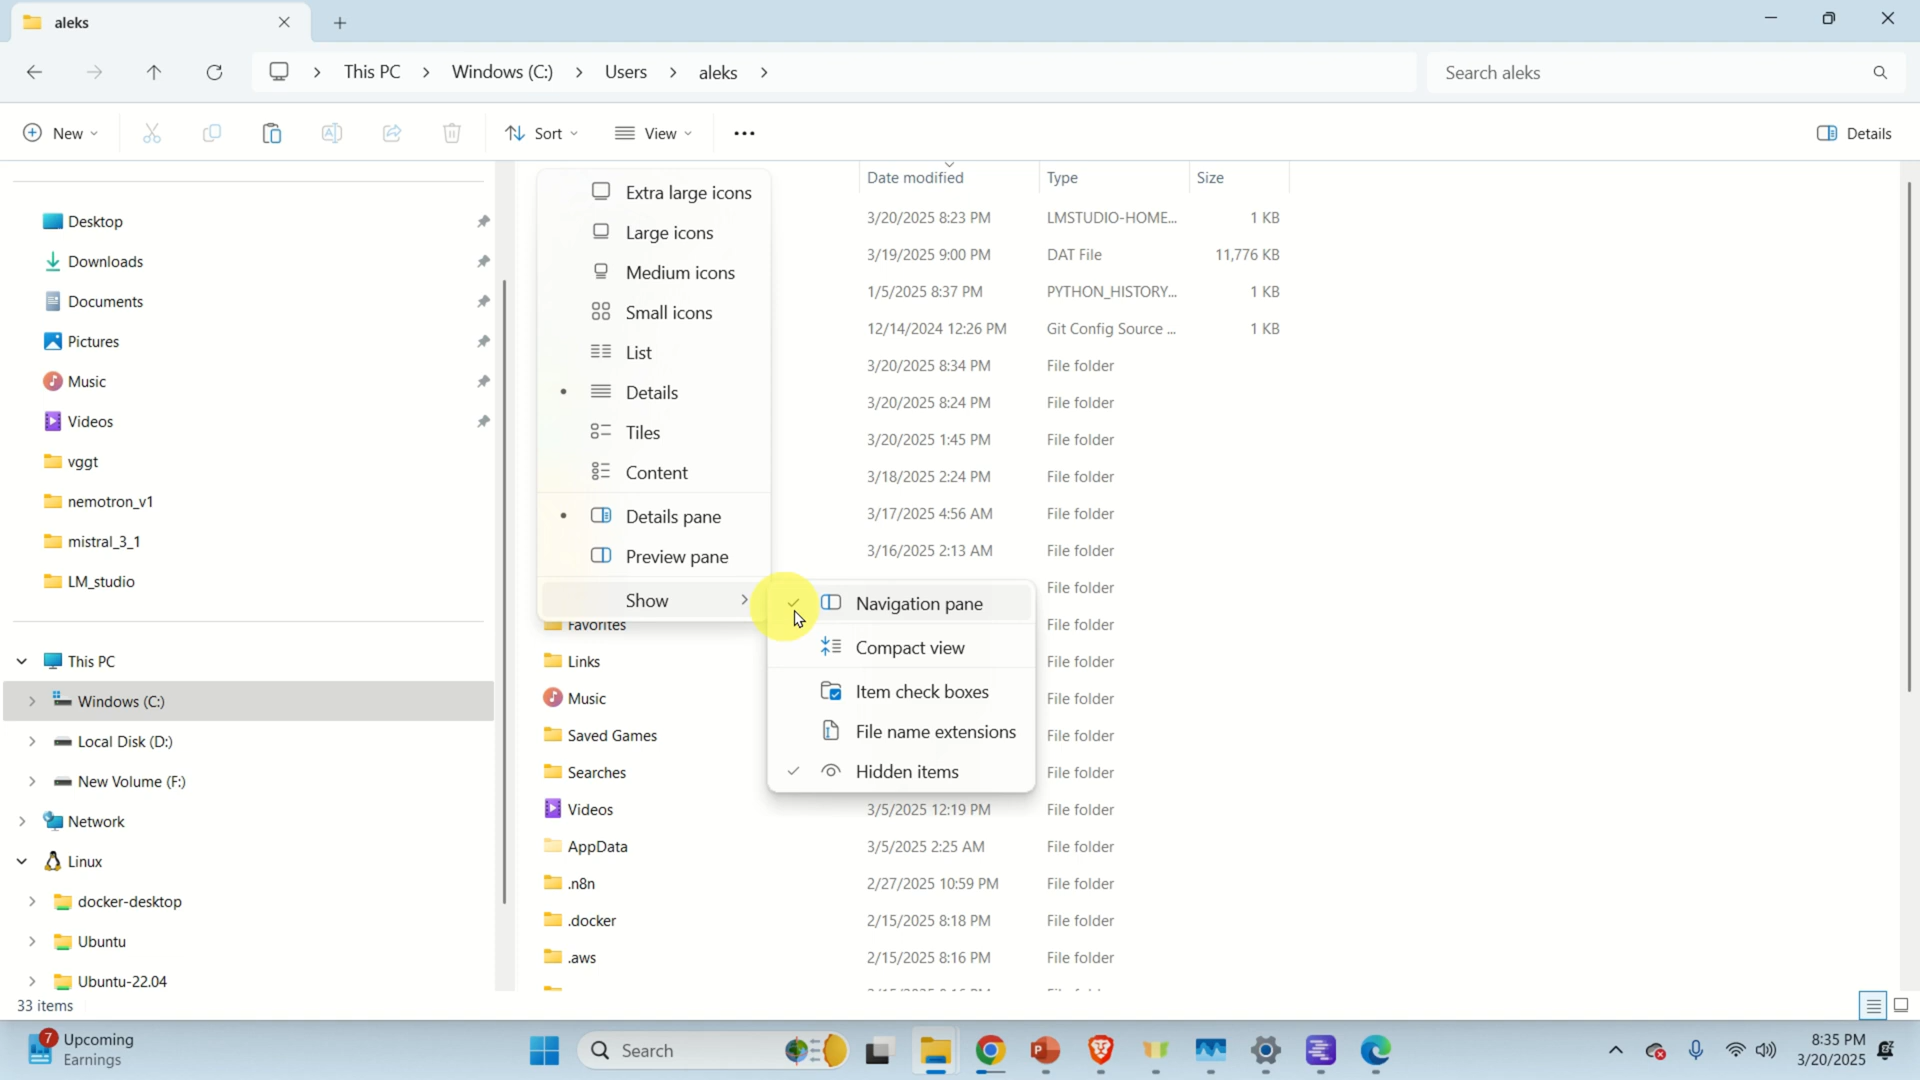 aleks
This PC > Windows (C:) > Users > aleks >
Search aleks
New
Sort
View
Details
Desktop
Downloads
Documents
Pictures
Music
Videos
vggt
nemotron_v1
mistral_3_1
LM_studio
This PC
Windows (C:)
Local Disk (D:)
New Volume (F:)
Network
Linux
docker-desktop
Ubuntu
Ubuntu-22.04
33 items
Extra large icons
Large icons
Medium icons
Small icons
List
Details
Tiles
Content
Details pane
Preview pane
Show
Navigation pane
Compact view
Item check boxes
File name extensions
Hidden items
Date modified Type Size
3/20/2025 8:23 PM LMSTUDIO-HOME... 1 KB
3/19/2025 9:00 PM DAT File 11,776 KB
1/5/2025 8:37 PM PYTHON_HISTORY... 1 KB
12/14/2024 12:26 PM Git Config Source ... 1 KB
3/20/2025 8:34 PM File folder
3/20/2025 8:24 PM File folder
3/20/2025 1:45 PM File folder
3/18/2025 2:24 PM File folder
3/17/2025 4:56 AM File folder
3/16/2025 2:13 AM File folder
File folder
Favorites File folder
Links File folder
Music File folder
Saved Games File folder
Searches File folder
Videos 3/5/2025 12:19 PM File folder
AppData 3/5/2025 2:25 AM File folder
.n8n 2/27/2025 10:59 PM File folder
.docker 2/15/2025 8:18 PM File folder
.aws 2/15/2025 8:16 PM File folder
7
Upcoming
Earnings
Search
8:35 PM
3/20/2025